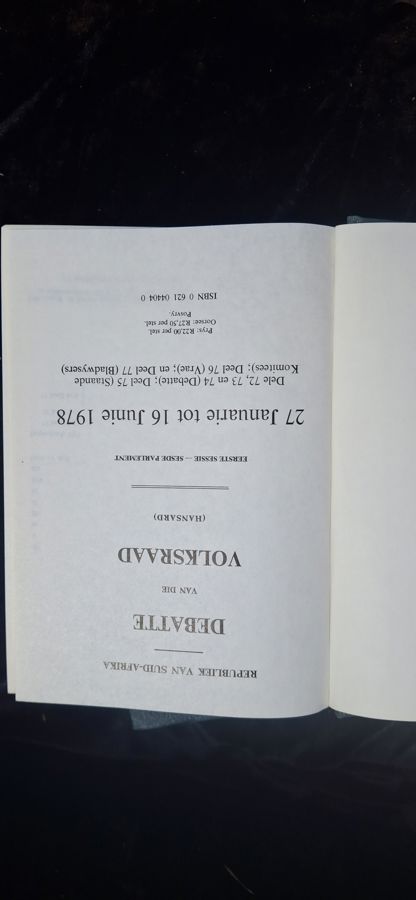 REPUBLIEK VAN SUID-AFRIKA
DEBATTE
VAN DIE
VOLKSRAAD
(HANSARD)
EERSTE SESSIE — SESDE PARLEMENT
27 Januarie tot 16 Junie 1978
Dele 72, 73 en 74 (Debatte); Deel 75 (Staande
Komitees); Deel 76 (Vrae); en Deel 77 (Bladwysers)
Prys: R22,00 per stel.
Oorsee: R27,50 per stel.
Posvry.
ISBN 0 621 04404 0